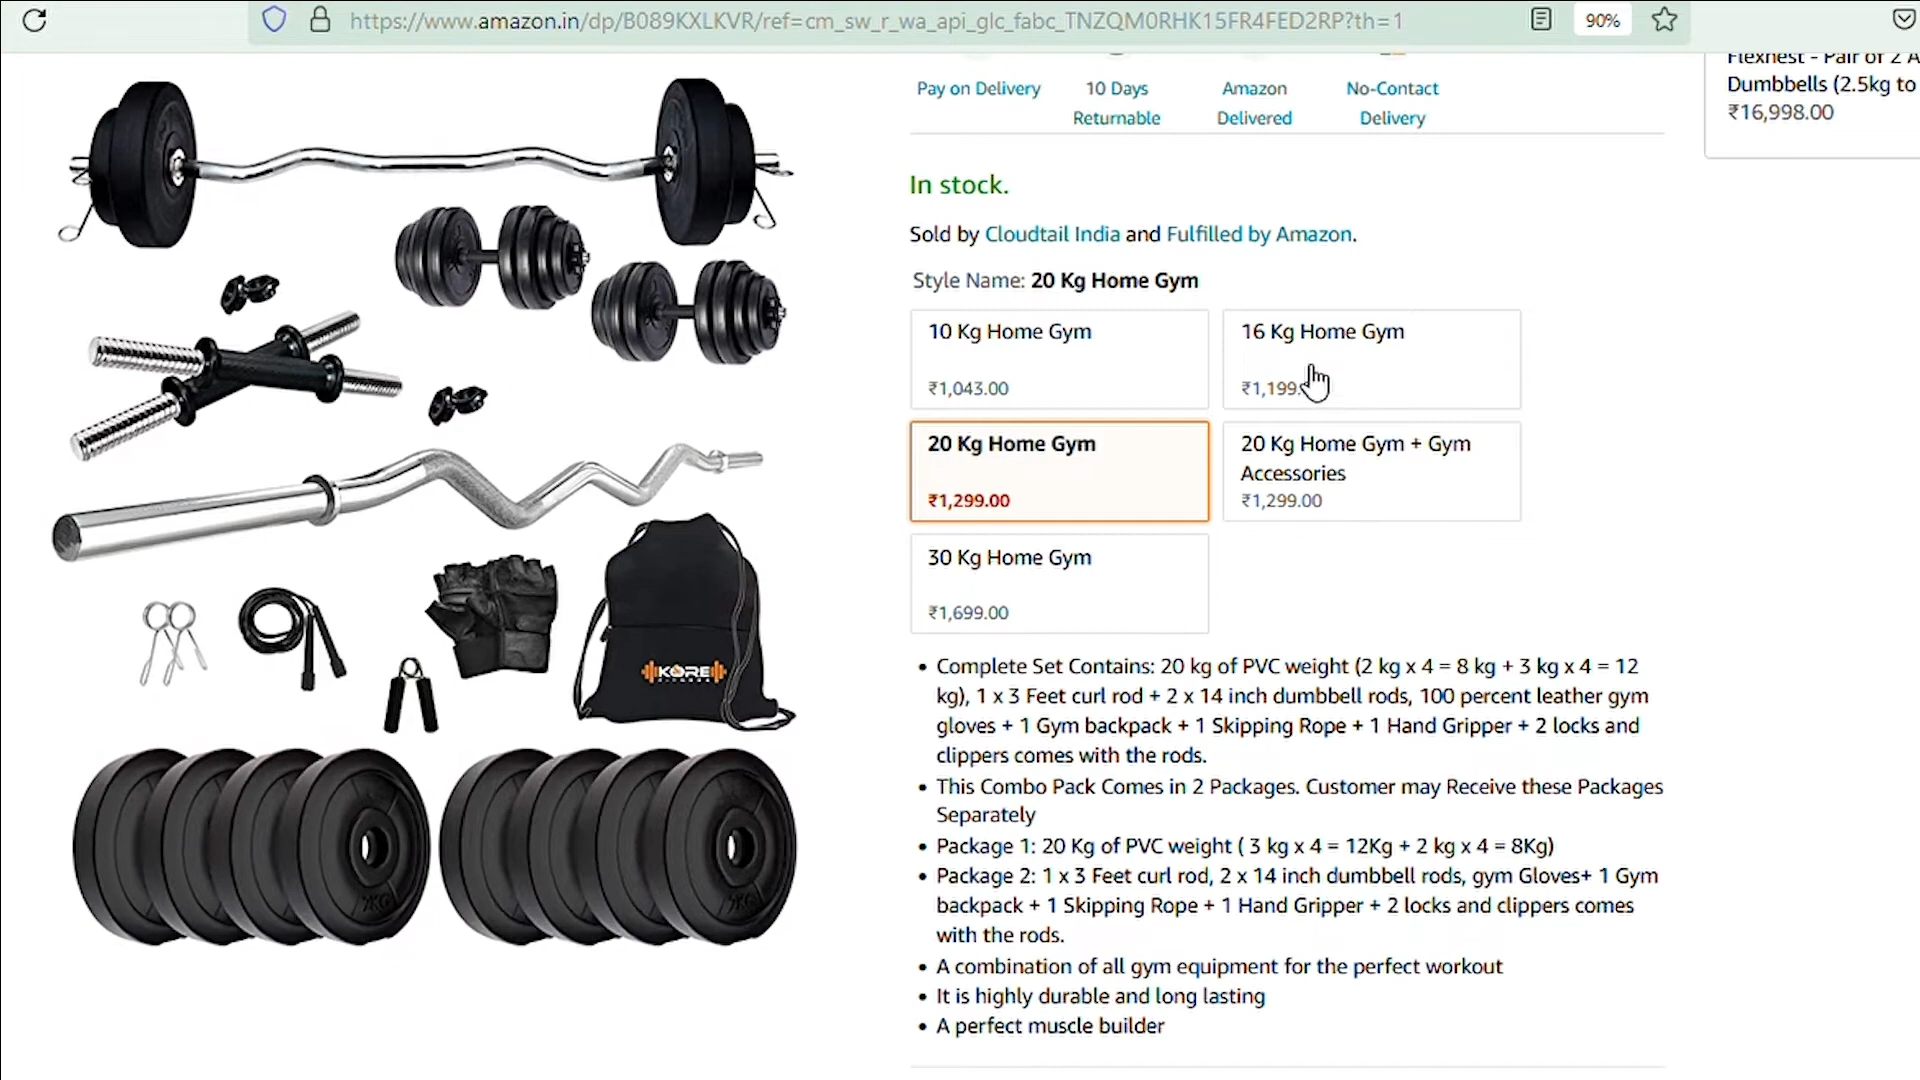 https://www.amazon.in/dp/B089KXLKVR/ref=cm_sw_r_wa_api_glc_fabc_TNZQM0RHK15FR4FED2RP?th=1
90%
Flexnest - Pair of 2 A
Dumbbells (2.5kg to
₹16,998.00
Pay on Delivery
10 Days
Returnable
Amazon
Delivered
No-Contact
Delivery
In stock.
Sold by Cloudtail India and Fulfilled by Amazon.
Style Name: 20 Kg Home Gym
10 Kg Home Gym
₹1,043.00
16 Kg Home Gym
₹1,199.
20 Kg Home Gym
₹1,299.00
20 Kg Home Gym + Gym
Accessories
₹1,299.00
30 Kg Home Gym
₹1,699.00
KORE
FITNESS
2KG
2KG
• Complete Set Contains: 20 kg of PVC weight (2 kg x 4 = 8 kg + 3 kg x 4 = 12
kg), 1 x 3 Feet curl rod + 2 x 14 inch dumbbell rods, 100 percent leather gym
gloves + 1 Gym backpack + 1 Skipping Rope + 1 Hand Gripper + 2 locks and
clippers comes with the rods.
• This Combo Pack Comes in 2 Packages. Customer may Receive these Packages
Separately
• Package 1: 20 Kg of PVC weight ( 3 kg x 4 = 12Kg + 2 kg x 4 = 8Kg)
• Package 2: 1 x 3 Feet curl rod, 2 x 14 inch dumbbell rods, gym Gloves+ 1 Gym
backpack + 1 Skipping Rope + 1 Hand Gripper + 2 locks and clippers comes
with the rods.
• A combination of all gym equipment for the perfect workout
• It is highly durable and long lasting
• A perfect muscle builder